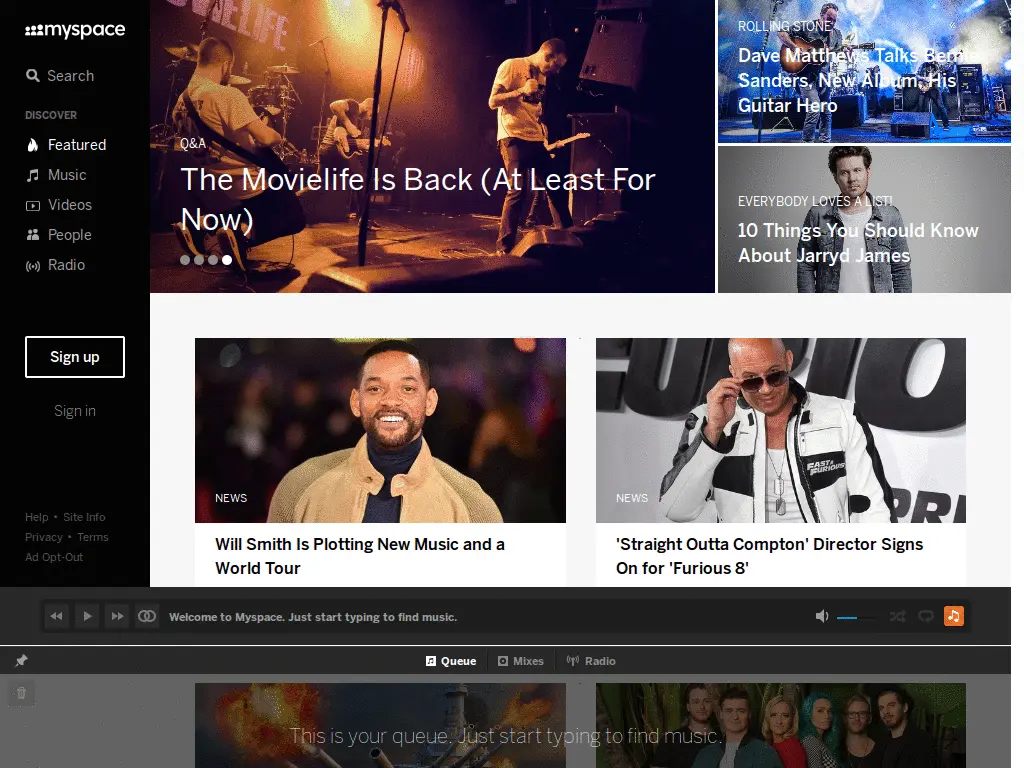 myspace
Search
DISCOVER
Featured
Music
Videos
People
Radio
Sign up
Sign in
Help • Site Info
Privacy • Terms
Ad Opt-Out
MOVIELIFE
Q&A
The Movielife Is Back (At Least For
Now)
ROLLING STONE
Dave Matthews Talks Bernie
Sanders, New Album, His
Guitar Hero
EVERYBODY LOVES A LIST!
10 Things You Should Know
About Jarryd James
NEWS
Will Smith Is Plotting New Music and a
World Tour
FAST & FURIOUS
NEWS
'Straight Outta Compton' Director Signs
On for 'Furious 8'
Welcome to Myspace. Just start typing to find music.
Queue
Mixes
Radio
This is your queue. Just start typing to find music.